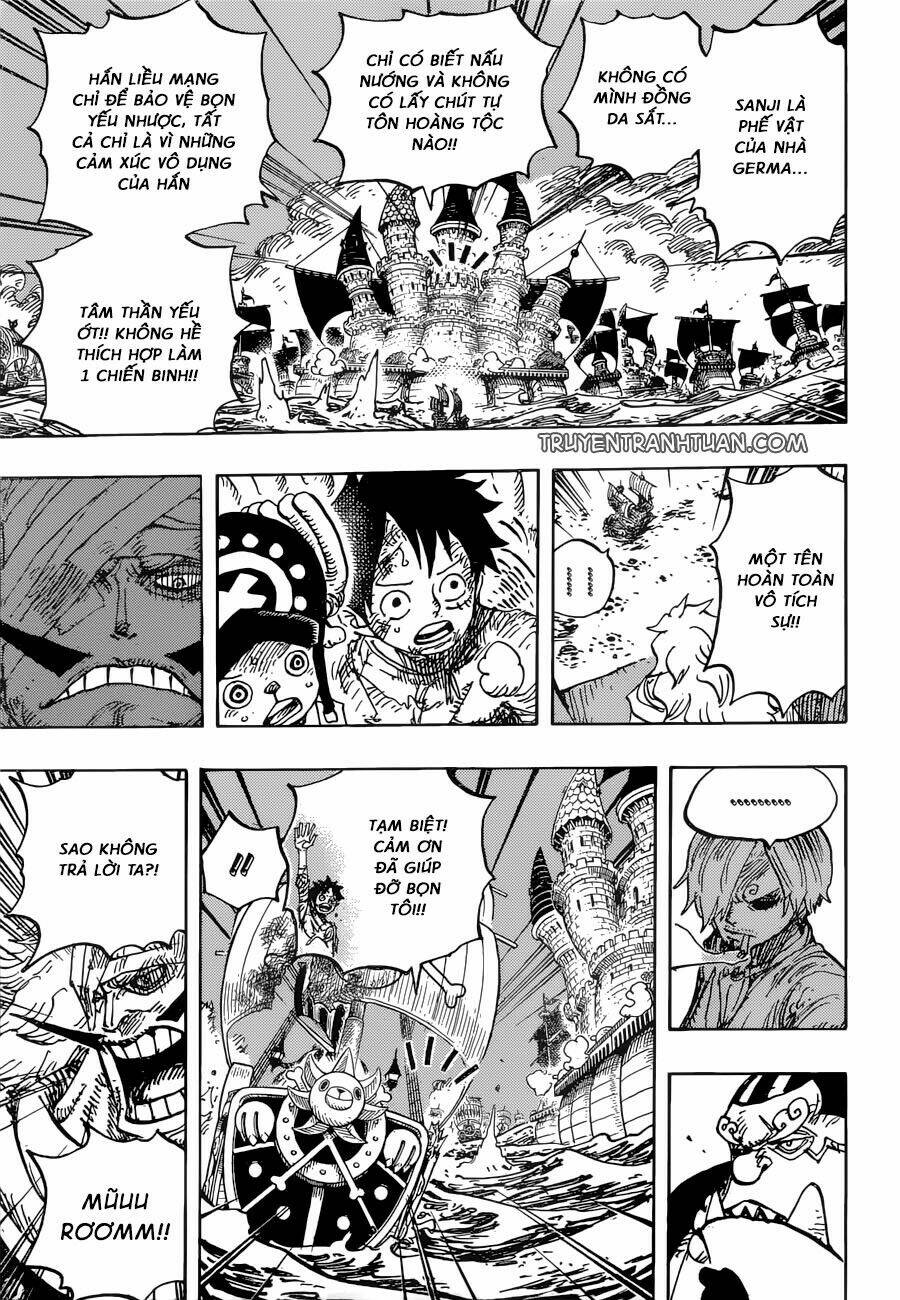 SANJI LÀ
PHẾ VẬT
CỦA NHÀ
GERMA...
KHÔNG CÓ
MÌNH ĐỒNG
DA SẮT...
CHỈ CÓ BIẾT NẤU
NƯỚNG VÀ KHÔNG
CÓ LẤY CHÚT TỰ
TÔN HOÀNG TỘC
NÀO!!
HẮN LIỀU MẠNG
CHỈ ĐỂ BẢO VỆ BỌN
YẾU NHƯỢC, TẤT
CẢ CHỈ LÀ VÌ NHỮNG
CẢM XÚC VÔ DỤNG
CỦA HẮN
TÂM THẦN YẾU
ỚT!! KHÔNG HỀ
THÍCH HỢP LÀM
1 CHIẾN BINH!!
TRUYENTRANHTUAN.COM
MỘT TÊN
HOÀN TOÀN
VÔ TÍCH
SỰ!!
..........
TẠM BIỆT!
CẢM ƠN
ĐÃ GIÚP
ĐỠ BỌN
TÔI!!!
!!
SAO KHÔNG
TRẢ LỜI TA?!
MŨUU
RƠƠMM!!